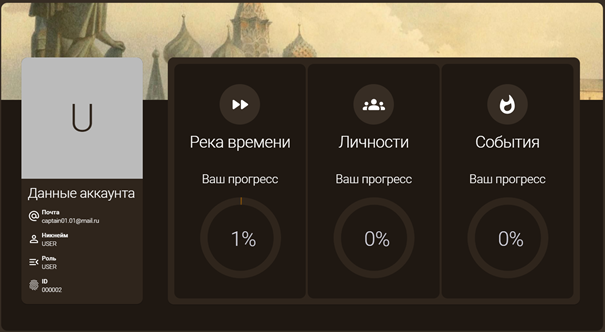 U
Данные аккаунта
Почта
captain01.01@mail.ru
Никнейм
USER
Роль
USER
ID
000002
Река времени
Ваш прогресс
1%
Личности
Ваш прогресс
0%
События
Ваш прогресс
0%